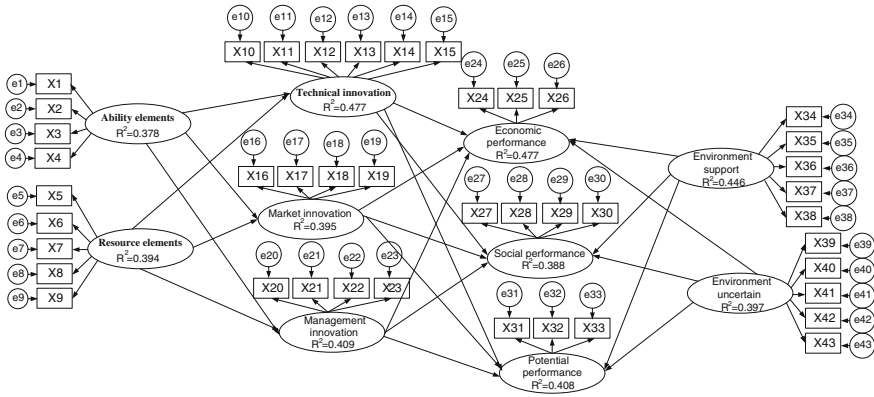 e10 e11 e12 e13 e14 e15
X10 X11 X12 X13 X14 X15
Technical innovation
R²=0.477
e1 X1
e2 X2
e3 X3
e4 X4
Ability elements
R²=0.378
e5 X5
e6 X6
e7 X7
e8 X8
e9 X9
Resource elements
R²=0.394
e16 e17 e18 e19
X16 X17 X18 X19
Market innovation
R²=0.395
e20 e21 e22 e23
X20 X21 X22 X23
Management
innovation
R²=0.409
e24 e25 e26
X24 X25 X26
Economic
performance
R²=0.477
e27 e28 e29 e30
X27 X28 X29 X30
Social performance
R²=0.388
e31 e32 e33
X31 X32 X33
Potential
performance
R²=0.408
Environment
support
R²=0.446
X34 e34
X35 e35
X36 e36
X37 e37
X38 e38
Environment
uncertain
R²=0.397
X39 e39
X40 e40
X41 e41
X42 e42
X43 e43